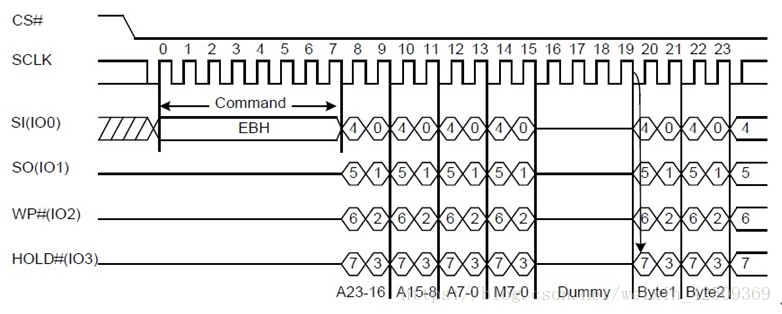 CS#
0 1 2 3 4 5 6 7 8 9 10 11 12 13 14 15 16 17 18 19 20 21 22 23
SCLK
Command
SI(IO0) EBH 4 0 4 0 4 0 4 0 4 0 4 0 4
SO(IO1) 5 1 5 1 5 1 5 1 5 1 5 1 5
WP#(IO2) 6 2 6 2 6 2 6 2 6 2 6 2 6
HOLD#(IO3) 7 3 7 3 7 3 7 3 7 3 7 3 7
A23-16 A15-8 A7-0 M7-0 Dummy Byte1 Byte2